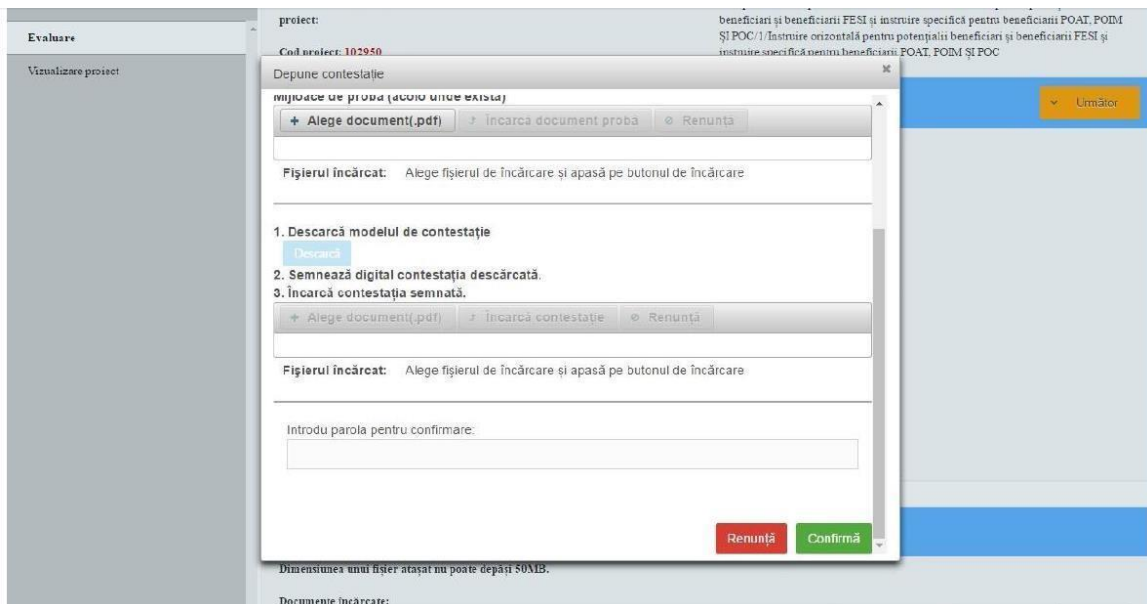 Evaluare
Vizualizare proiect
proiect:
Cod proiect: 102950
beneficiari și beneficiarii FESI și instruire specifică pentru beneficiarii POAT, POIM
ȘI POC/1/Instruire orizontală pentru potențialii beneficiari și beneficiarii FESI și
instruire specifică pentru beneficiarii POAT, POIM ȘI POC
Următor
Depune contestație
Mijloace de probă (acolo unde există)
Alege document(.pdf) Încarcă document probă Renunță
Fișierul încărcat: Alege fișierul de încărcare și apasă pe butonul de încărcare
1. Descarcă modelul de contestație
Descarcă
2. Semnează digital contestația descărcată.
3. Încarcă contestația semnată.
Alege document(.pdf) Încarcă contestație Renunță
Fișierul încărcat: Alege fișierul de încărcare și apasă pe butonul de încărcare
Introdu parola pentru confirmare:
Renunță Confirmă
Dimensiunea unui fișier atașat nu poate depăși 50MB.
Documente încărcate: